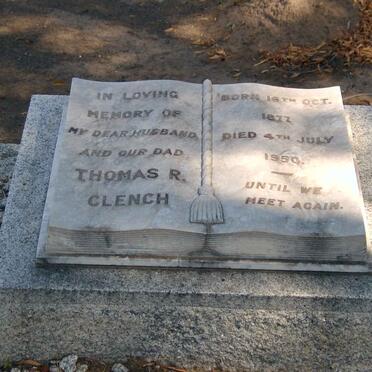 IN LOVING
MEMORY OF
MY DEAR HUSBAND
AND OUR DAD
THOMAS R.
CLENCH
BORN 16TH OCT.
1877
DIED 4TH JULY
1950.
UNTIL WE
MEET AGAIN.